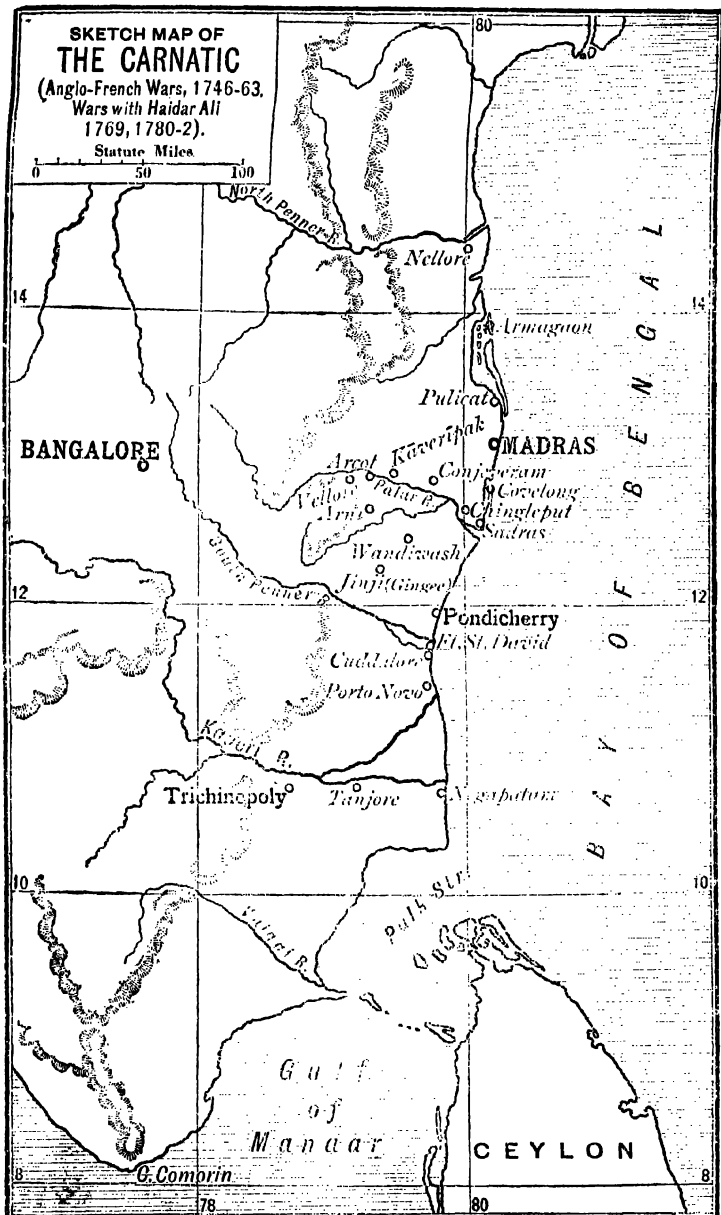 SKETCH MAP OF
THE CARNATIC
(Anglo-French Wars, 1746-63,
Wars with Haidar Ali
1769, 1780-2).
Statute Miles
0 50 100
80
North Penner R.
Nellore
14
14
Armagaon
Pulicat
BANGALORE
MADRAS
Kāverīpak
Arcot
Conjeveram
Vellore
Palar R.
Covelong
Arni
Chingleput
Sadras
Wandiwash
Jinji (Gingee)
South Penner
12
12
Pondicherry
Ft. St. David
Cuddalore
Porto Novo
R.
Trichinopoly
Tanjore
BAY OF BENGAL
10
10
Palk Str.
R.
Gulf
of
Manaar
CEYLON
C. Comorin
8
8
78
80